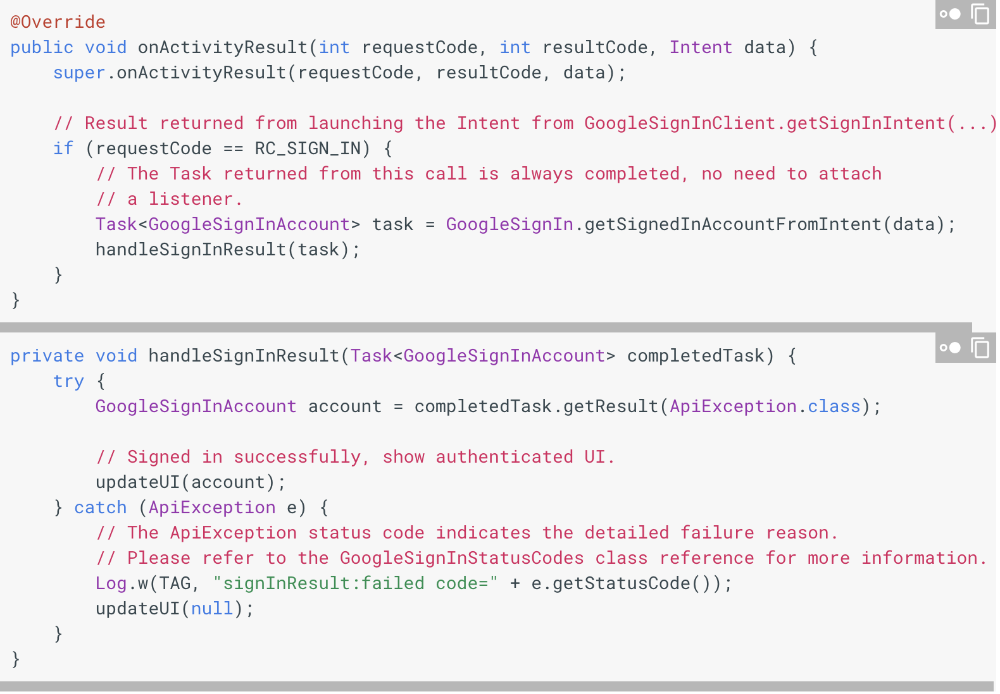 @Override
public void onActivityResult(int requestCode, int resultCode, Intent data) {
    super.onActivityResult(requestCode, resultCode, data);

    // Result returned from launching the Intent from GoogleSignInClient.getSignInIntent(...)
    if (requestCode == RC_SIGN_IN) {
        // The Task returned from this call is always completed, no need to attach
        // a listener.
        Task<GoogleSignInAccount> task = GoogleSignIn.getSignedInAccountFromIntent(data);
        handleSignInResult(task);
    }
}
private void handleSignInResult(Task<GoogleSignInAccount> completedTask) {
    try {
        GoogleSignInAccount account = completedTask.getResult(ApiException.class);

        // Signed in successfully, show authenticated UI.
        updateUI(account);
    } catch (ApiException e) {
        // The ApiException status code indicates the detailed failure reason.
        // Please refer to the GoogleSignInStatusCodes class reference for more information.
        Log.w(TAG, "signInResult:failed code=" + e.getStatusCode());
        updateUI(null);
    }
}